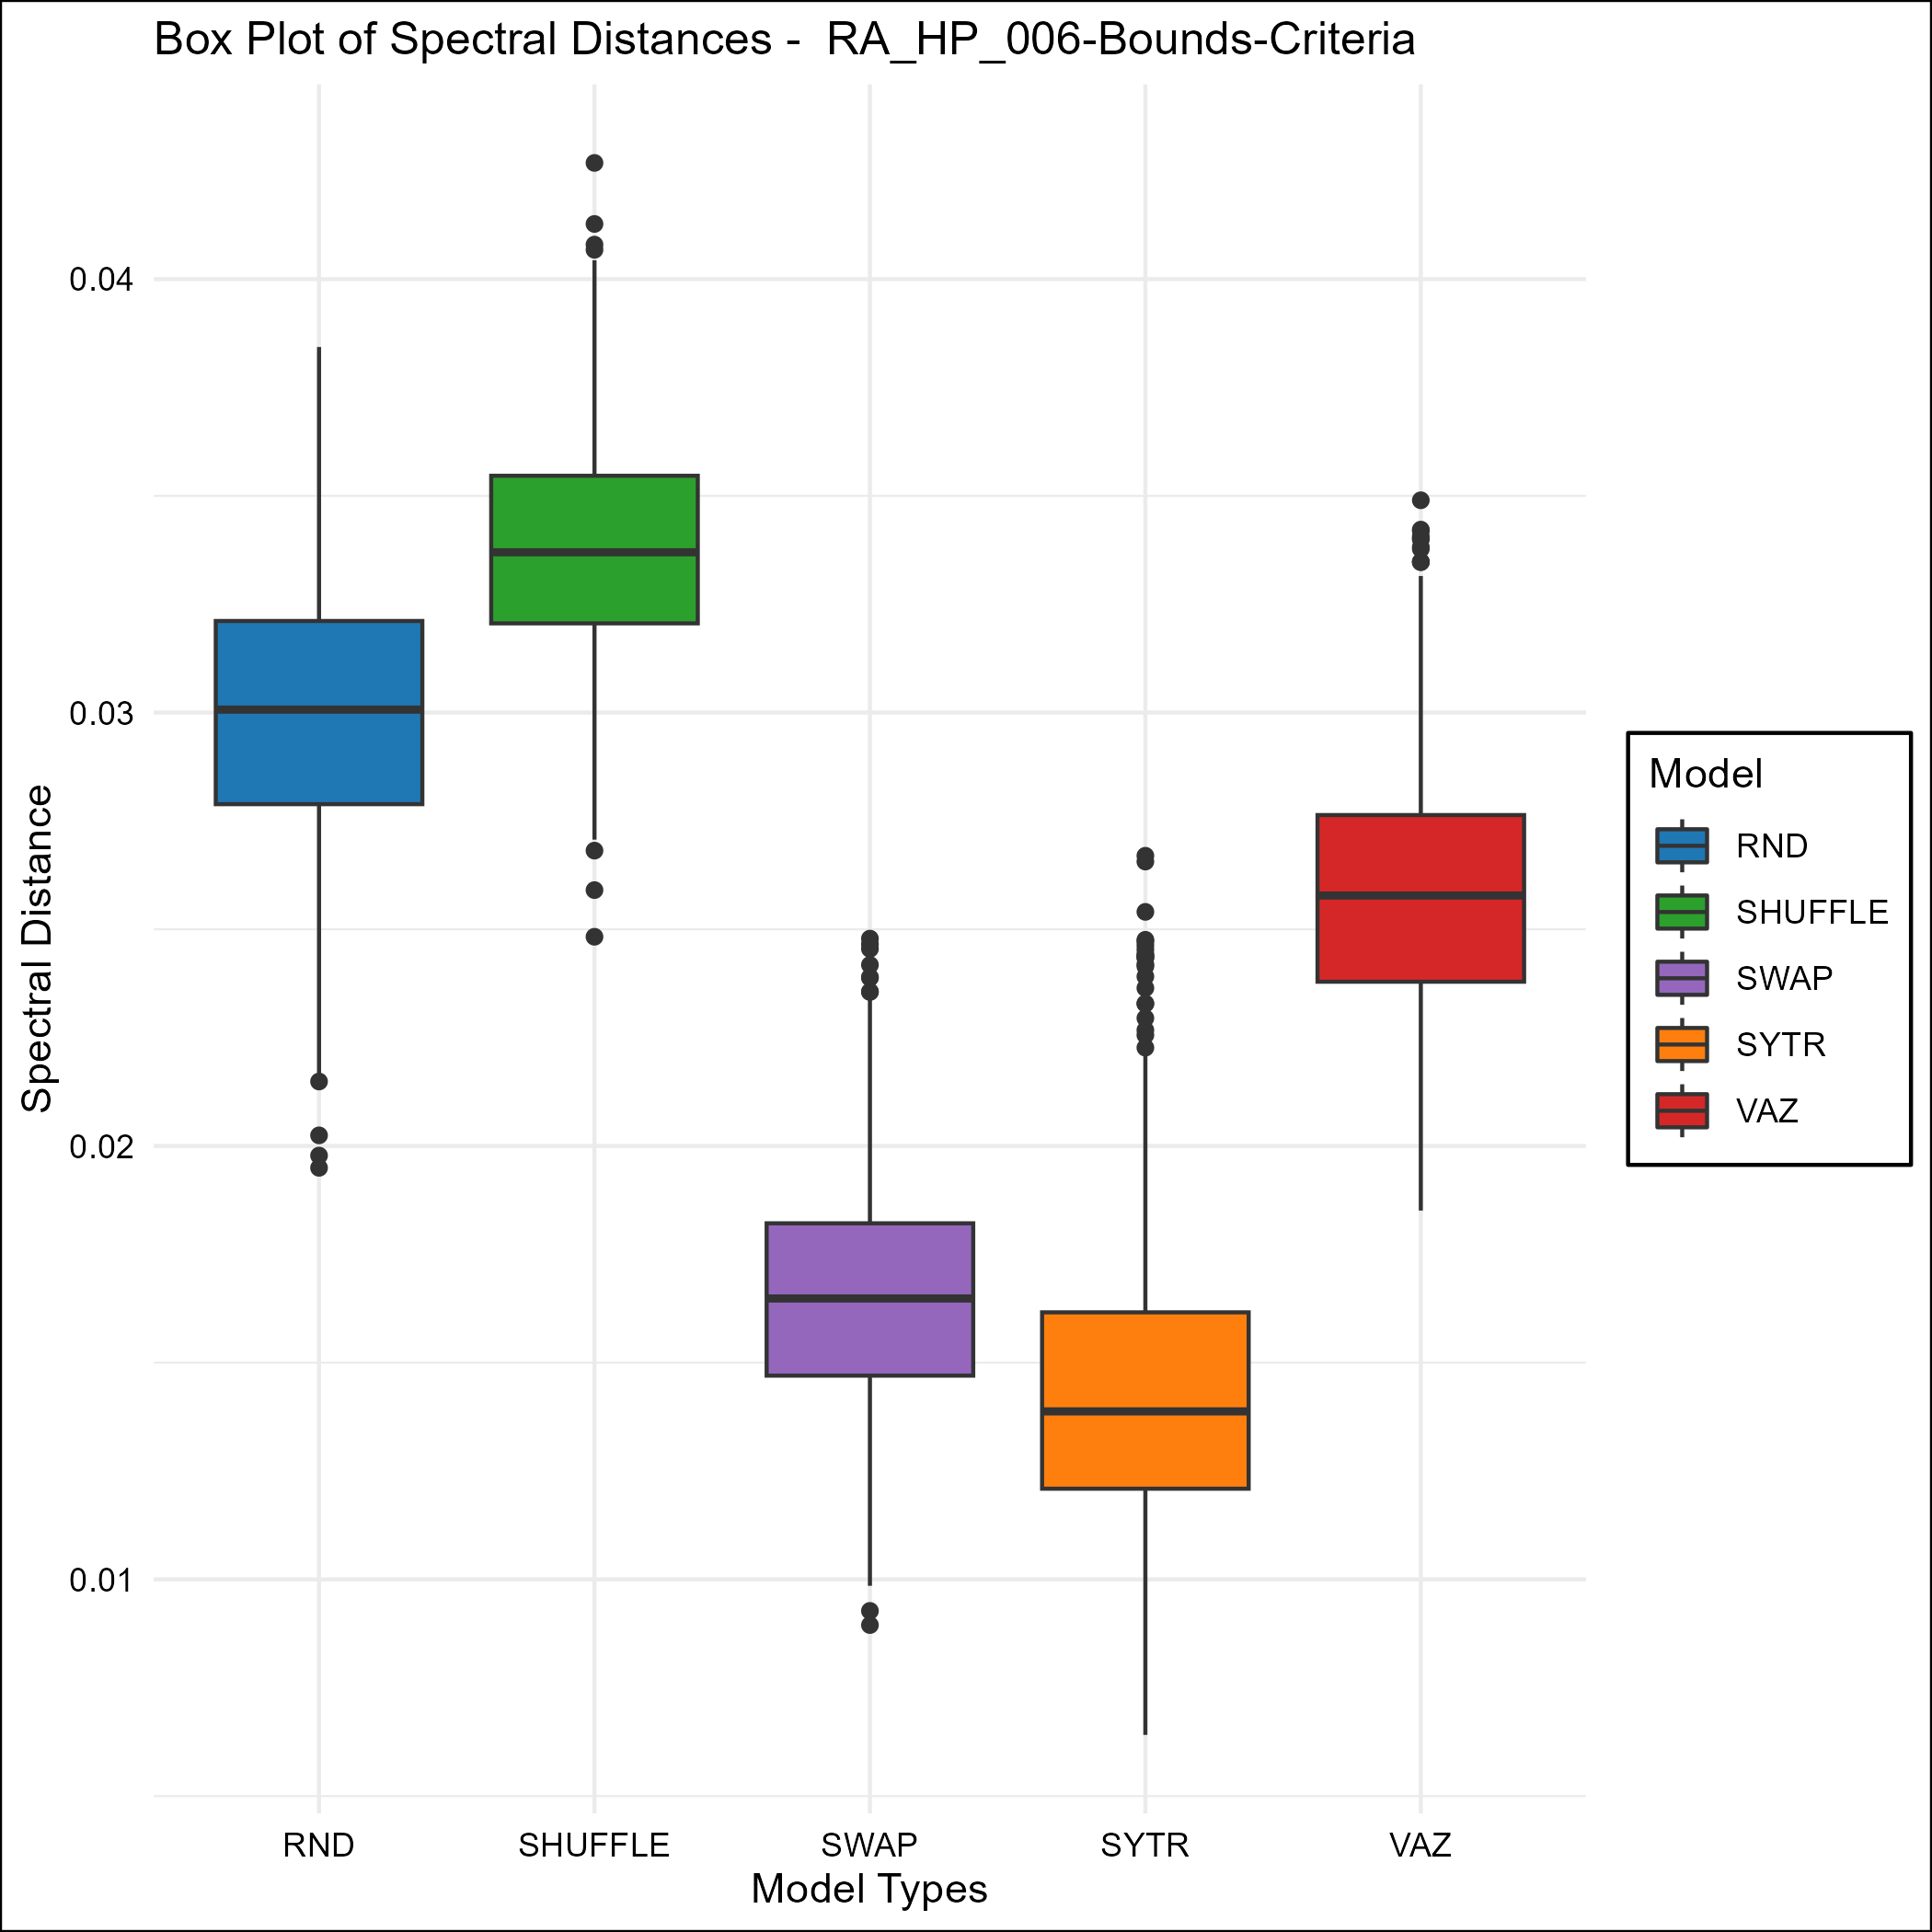 Box Plot of Spectral Distances -  RA_HP_006-Bounds-Criteria
Spectral Distance
0.04
0.03
0.02
0.01
RND
SHUFFLE
SWAP
SYTR
VAZ
Model Types
Model
RND
SHUFFLE
SWAP
SYTR
VAZ